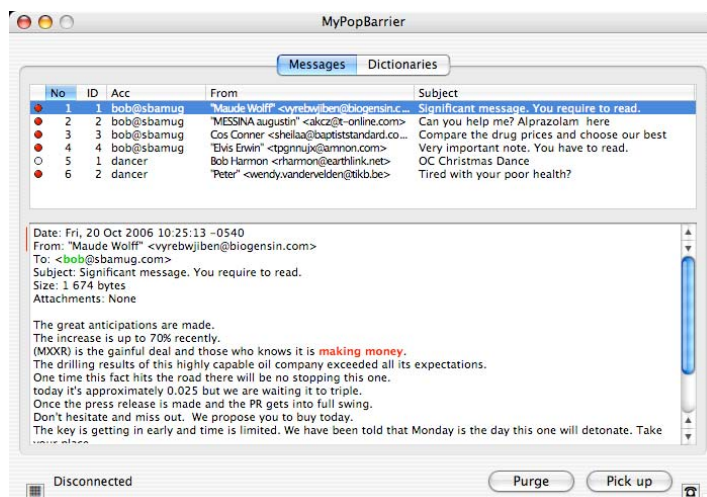 MyPopBarrier
Messages Dictionaries
No ID Acc From Subject
1 1 bob@sbamug "Maude Wolff" <vyrebwjiben@biogensin.c... Significant message. You require to read.
2 2 bob@sbamug "MESSINA augustin" <akcz@t-online.com> Can you help me? Alprazolam here
3 3 bob@sbamug Cos Conner <sheilaa@baptiststandard.co... Compare the drug prices and choose our best
4 4 bob@sbamug "Elvis Erwin" <tpgnnujx@amnon.com> Very important note. You have to read.
5 1 dancer Bob Harmon <rharmon@earthlink.net> OC Christmas Dance
6 2 dancer "Peter" <wendy.vandervelden@tikb.be> Tired with your poor health?
Date: Fri, 20 Oct 2006 10:25:13 -0540
From: "Maude Wolff" <vyrebwjiben@biogensin.com>
To: <bob@sbamug.com>
Subject: Significant message. You require to read.
Size: 1 674 bytes
Attachments: None
The great anticipations are made.
The increase is up to 70% recently.
(MXXR) is the gainful deal and those who knows it is making money.
The drilling results of this highly capable oil company exceeded all its expectations.
One time this fact hits the road there will be no stopping this one.
today it's approximately 0.025 but we are waiting it to triple.
Once the press release is made and the PR gets into full swing.
Don't hesitate and miss out. We propose you to buy today.
The key is getting in early and time is limited. We have been told that Monday is the day this one will detonate. Take
your place
Disconnected Purge Pick up